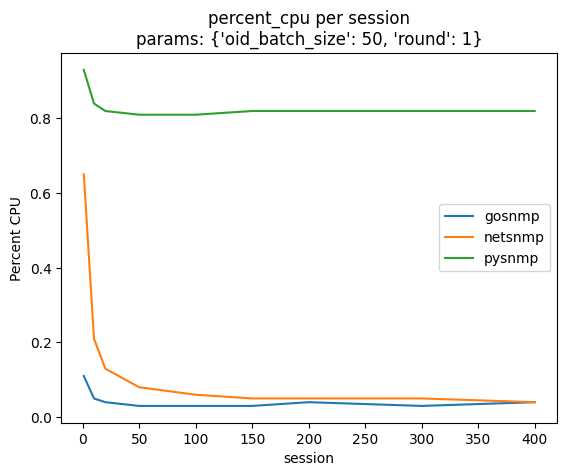 percent_cpu per session
params: {'oid_batch_size': 50, 'round': 1}
Percent CPU
0.8
0.6
0.4
0.2
0.0
gosnmp
netsnmp
pysnmp
0 50 100 150 200 250 300 350 400
session